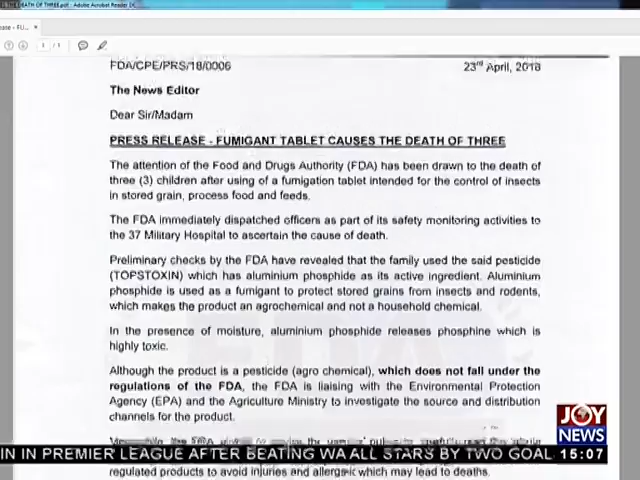 THE DEATH OF THREE.pdf - Adobe Acrobat Reader DC
1 / 1
FDA/CPE/PRS/18/0006 23rd April, 2018
The News Editor
Dear Sir/Madam
PRESS RELEASE - FUMIGANT TABLET CAUSES THE DEATH OF THREE
The attention of the Food and Drugs Authority (FDA) has been drawn to the death of
three (3) children after using of a fumigation tablet intended for the control of insects
in stored grain, process food and feeds.
The FDA immediately dispatched officers as part of its safety monitoring activities to
the 37 Military Hospital to ascertain the cause of death.
Preliminary checks by the FDA have revealed that the family used the said pesticide
(TOPSTOXIN) which has aluminium phosphide as its active ingredient. Aluminium
phosphide is used as a fumigant to protect stored grains from insects and rodents,
which makes the product an agrochemical and not a household chemical.
In the presence of moisture, aluminium phosphide releases phosphine which is
highly toxic.
Although the product is a pesticide (agro chemical), which does not fall under the
regulations of the FDA, the FDA is liaising with the Environmental Protection
Agency (EPA) and the Agriculture Ministry to investigate the source and distribution
channels for the product.
JOY
NEWS
IN IN PREMIER LEAGUE AFTER BEATING WA ALL STARS BY TWO GOAL 15:07
regulated products to avoid injuries and allergic which may lead to deaths.